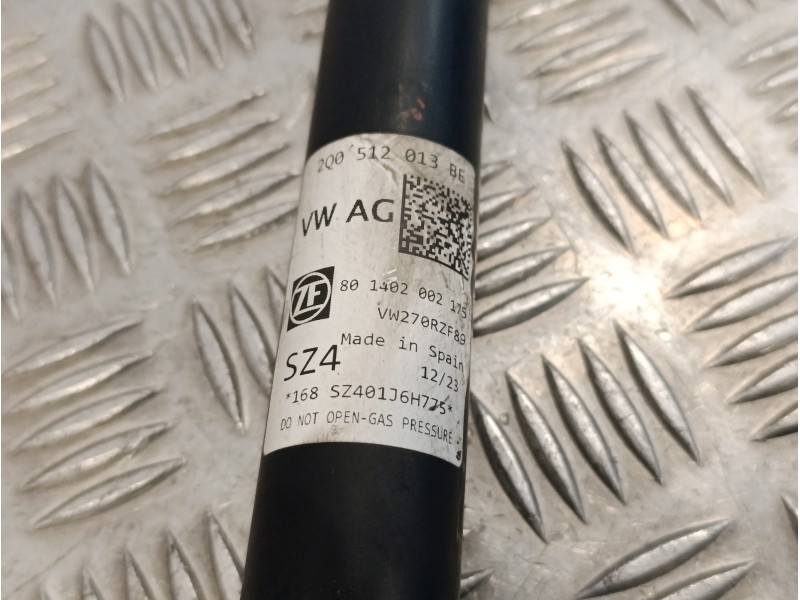 2Q0 512 013 BE
VW AG
ZF
80 1402 002 175
VW270RZF89
Made in Spain
SZ4
12/23
*168 SZ401J6H775*
DO NOT OPEN-GAS PRESSURE